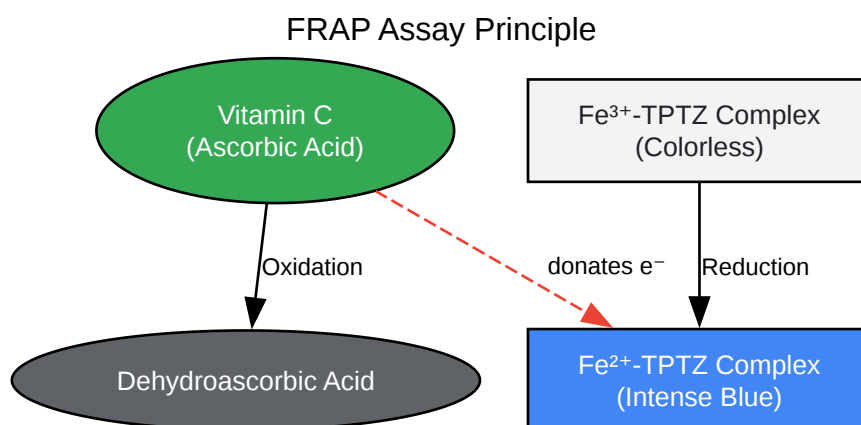 FRAP Assay Principle
Vitamin C
(Ascorbic Acid)
Fe³⁺-TPTZ Complex
(Colorless)
Oxidation
donates e⁻
Reduction
Dehydroascorbic Acid
Fe²⁺-TPTZ Complex
(Intense Blue)